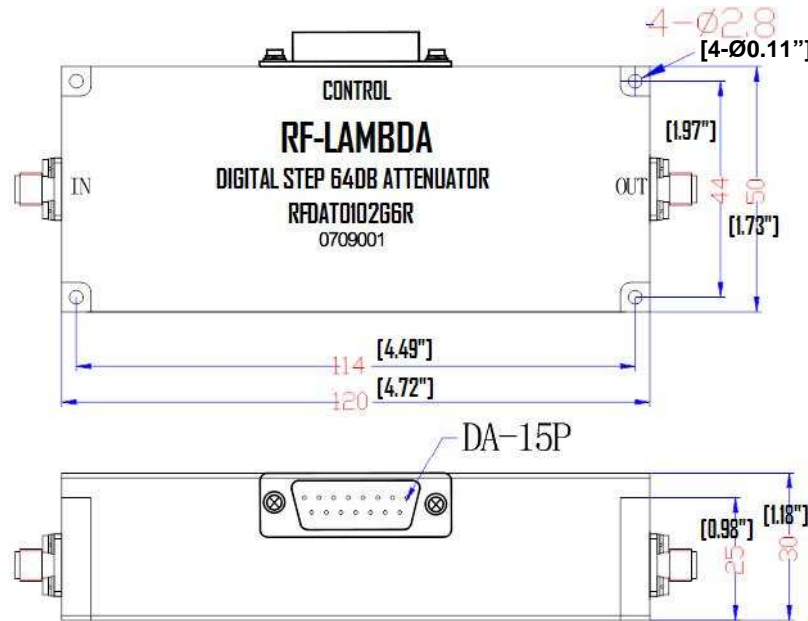 4-Ø2.8
[4-Ø0.11"]
CONTROL
RF-LAMBDA
DIGITAL STEP 64DB ATTENUATOR
RFDAT0102G6R
0709001
IN
OUT
[1.97"]
44
50
[1.73"]
114 [4.49"]
120 [4.72"]
DA-15P
[0.98"]
25
[1.18"]
30